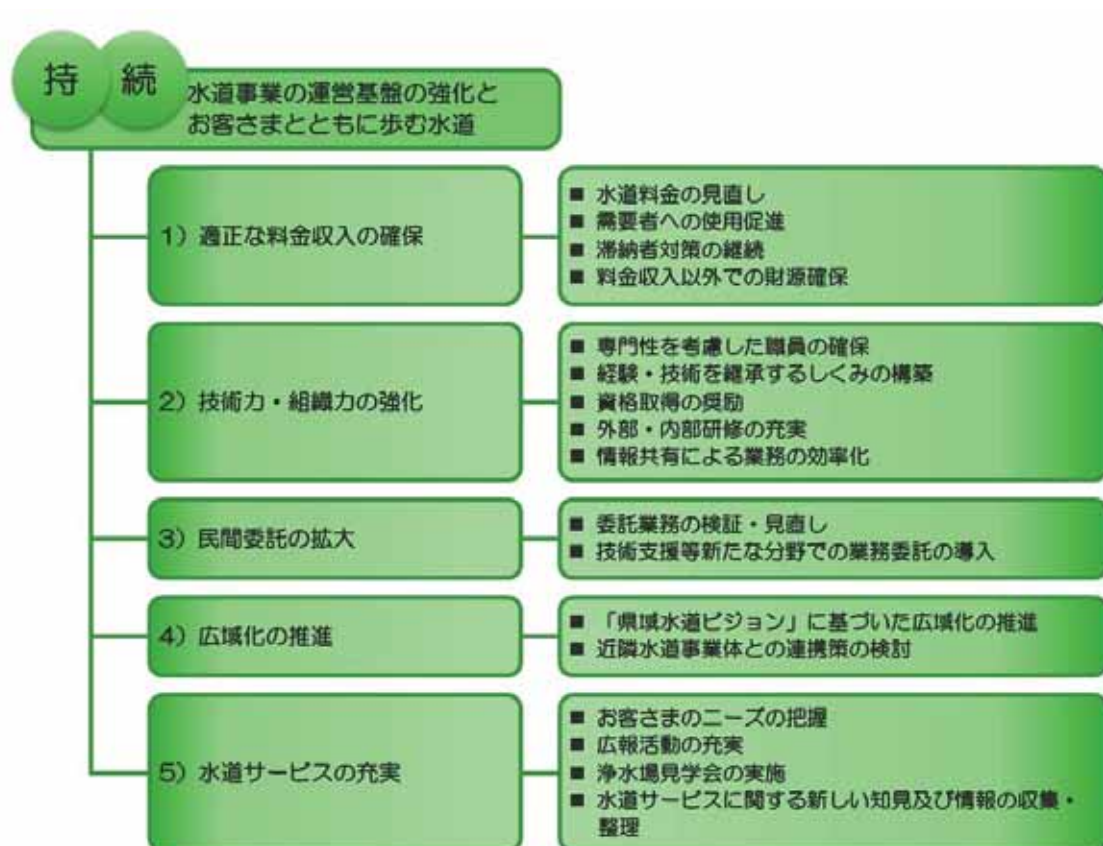 持 続
水道事業の運営基盤の強化と
お客さまとともに歩む水道
1）適正な料金収入の確保
■ 水道料金の見直し
■ 需要者への使用促進
■ 滞納者対策の継続
■ 料金収入以外での財源確保
2）技術力・組織力の強化
■ 専門性を考慮した職員の確保
■ 経験・技術を継承するしくみの構築
■ 資格取得の奨励
■ 外部・内部研修の充実
■ 情報共有による業務の効率化
3）民間委託の拡大
■ 委託業務の検証・見直し
■ 技術支援等新たな分野での業務委託の導入
4）広域化の推進
■ 「県域水道ビジョン」に基づいた広域化の推進
■ 近隣水道事業体との連携策の検討
5）水道サービスの充実
■ お客さまのニーズの把握
■ 広報活動の充実
■ 浄水場見学会の実施
■ 水道サービスに関する新しい知見及び情報の収集・
整理